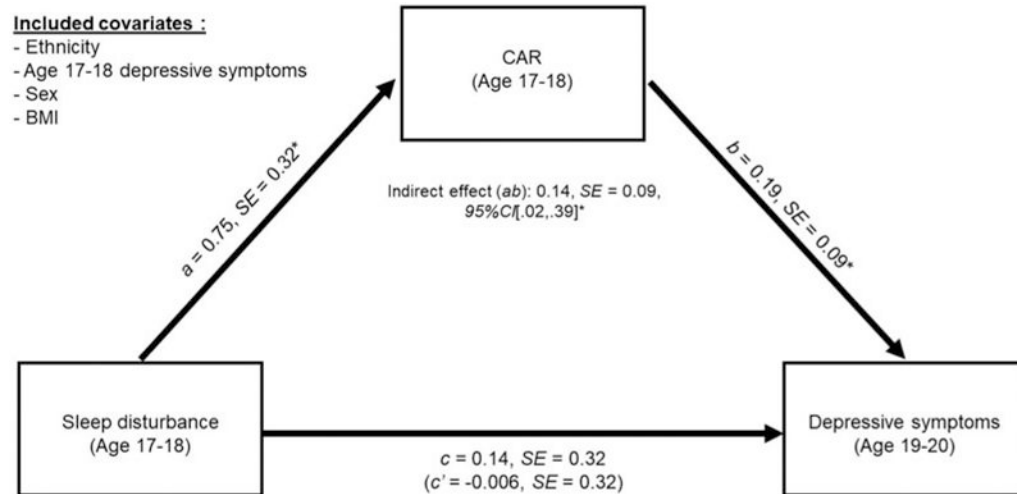 Included covariates :
- Ethnicity
- Age 17-18 depressive symptoms
- Sex
- BMI
CAR
(Age 17-18)
a = 0.75, SE = 0.32*
b = 0.19, SE = 0.09*
Indirect effect (ab): 0.14, SE = 0.09,
95%CI[.02,.39]*
Sleep disturbance
(Age 17-18)
Depressive symptoms
(Age 19-20)
c = 0.14, SE = 0.32
(c' = -0.006, SE = 0.32)